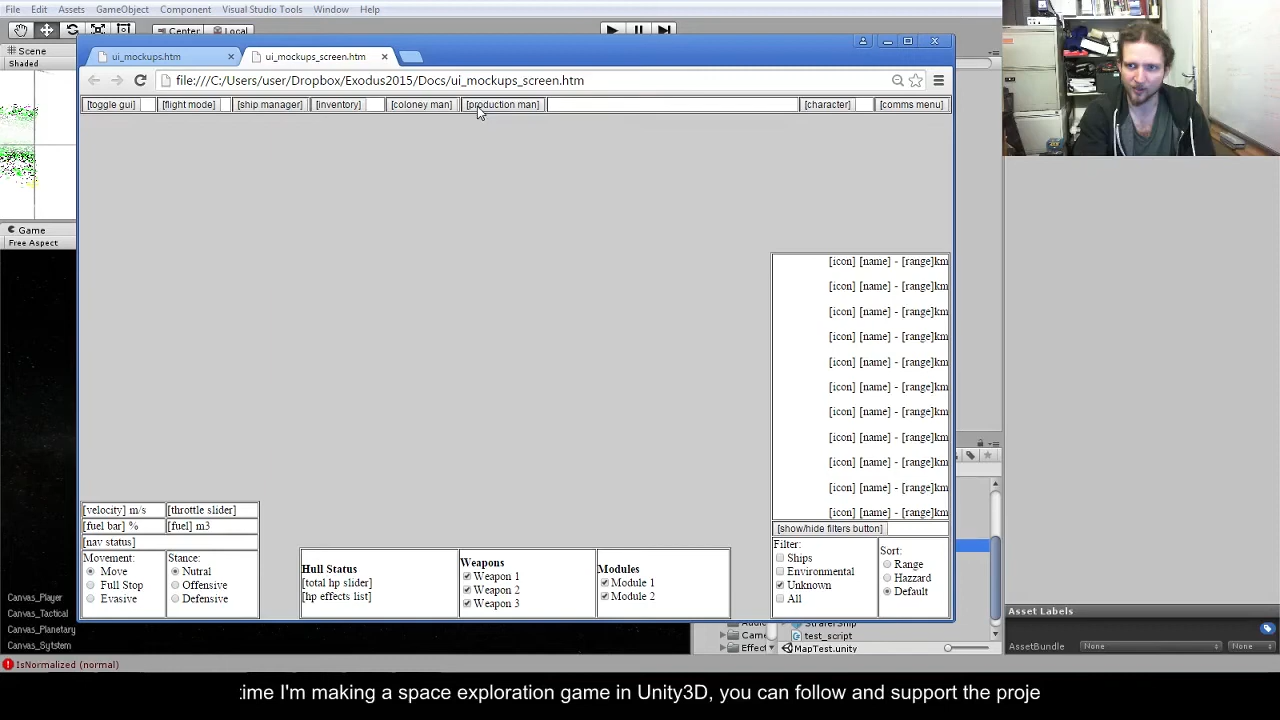 File Edit Assets GameObject Component Visual Studio Tools Window Help
Center Local
Scene
Shaded
Game
Free Aspect
ui_mockups.htm
ui_mockups_screen.htm
file:///C:/Users/user/Dropbox/Exodus2015/Docs/ui_mockups_screen.htm
[toggle gui] [flight mode] [ship manager] [inventory] [coloney man] [production man] [character] [comms menu]
[icon] [name] - [range]km
[icon] [name] - [range]km
[icon] [name] - [range]km
[icon] [name] - [range]km
[icon] [name] - [range]km
[icon] [name] - [range]km
[icon] [name] - [range]km
[icon] [name] - [range]km
[icon] [name] - [range]km
[icon] [name] - [range]km
[icon] [name] - [range]km
[show/hide filters button]
Filter:
Ships
Environmental
Unknown
All
Sort:
Range
Hazzard
Default
[velocity] m/s [throttle slider]
[fuel bar] % [fuel] m3
[nav status]
Movement:
Move
Full Stop
Evasive
Stance:
Nutral
Offensive
Defensive
Hull Status
[total hp slider]
[hp effects list]
Weapons
Weapon 1
Weapon 2
Weapon 3
Modules
Module 1
Module 2
Canvas_Player
Canvas_Tactical
Canvas_Planetary
Canvas_Sytstem
Came
Effect
test_script
MapTest.unity
Asset Labels
AssetBundle None None
IsNormalized (normal)
time I'm making a space exploration game in Unity3D, you can follow and support the proje